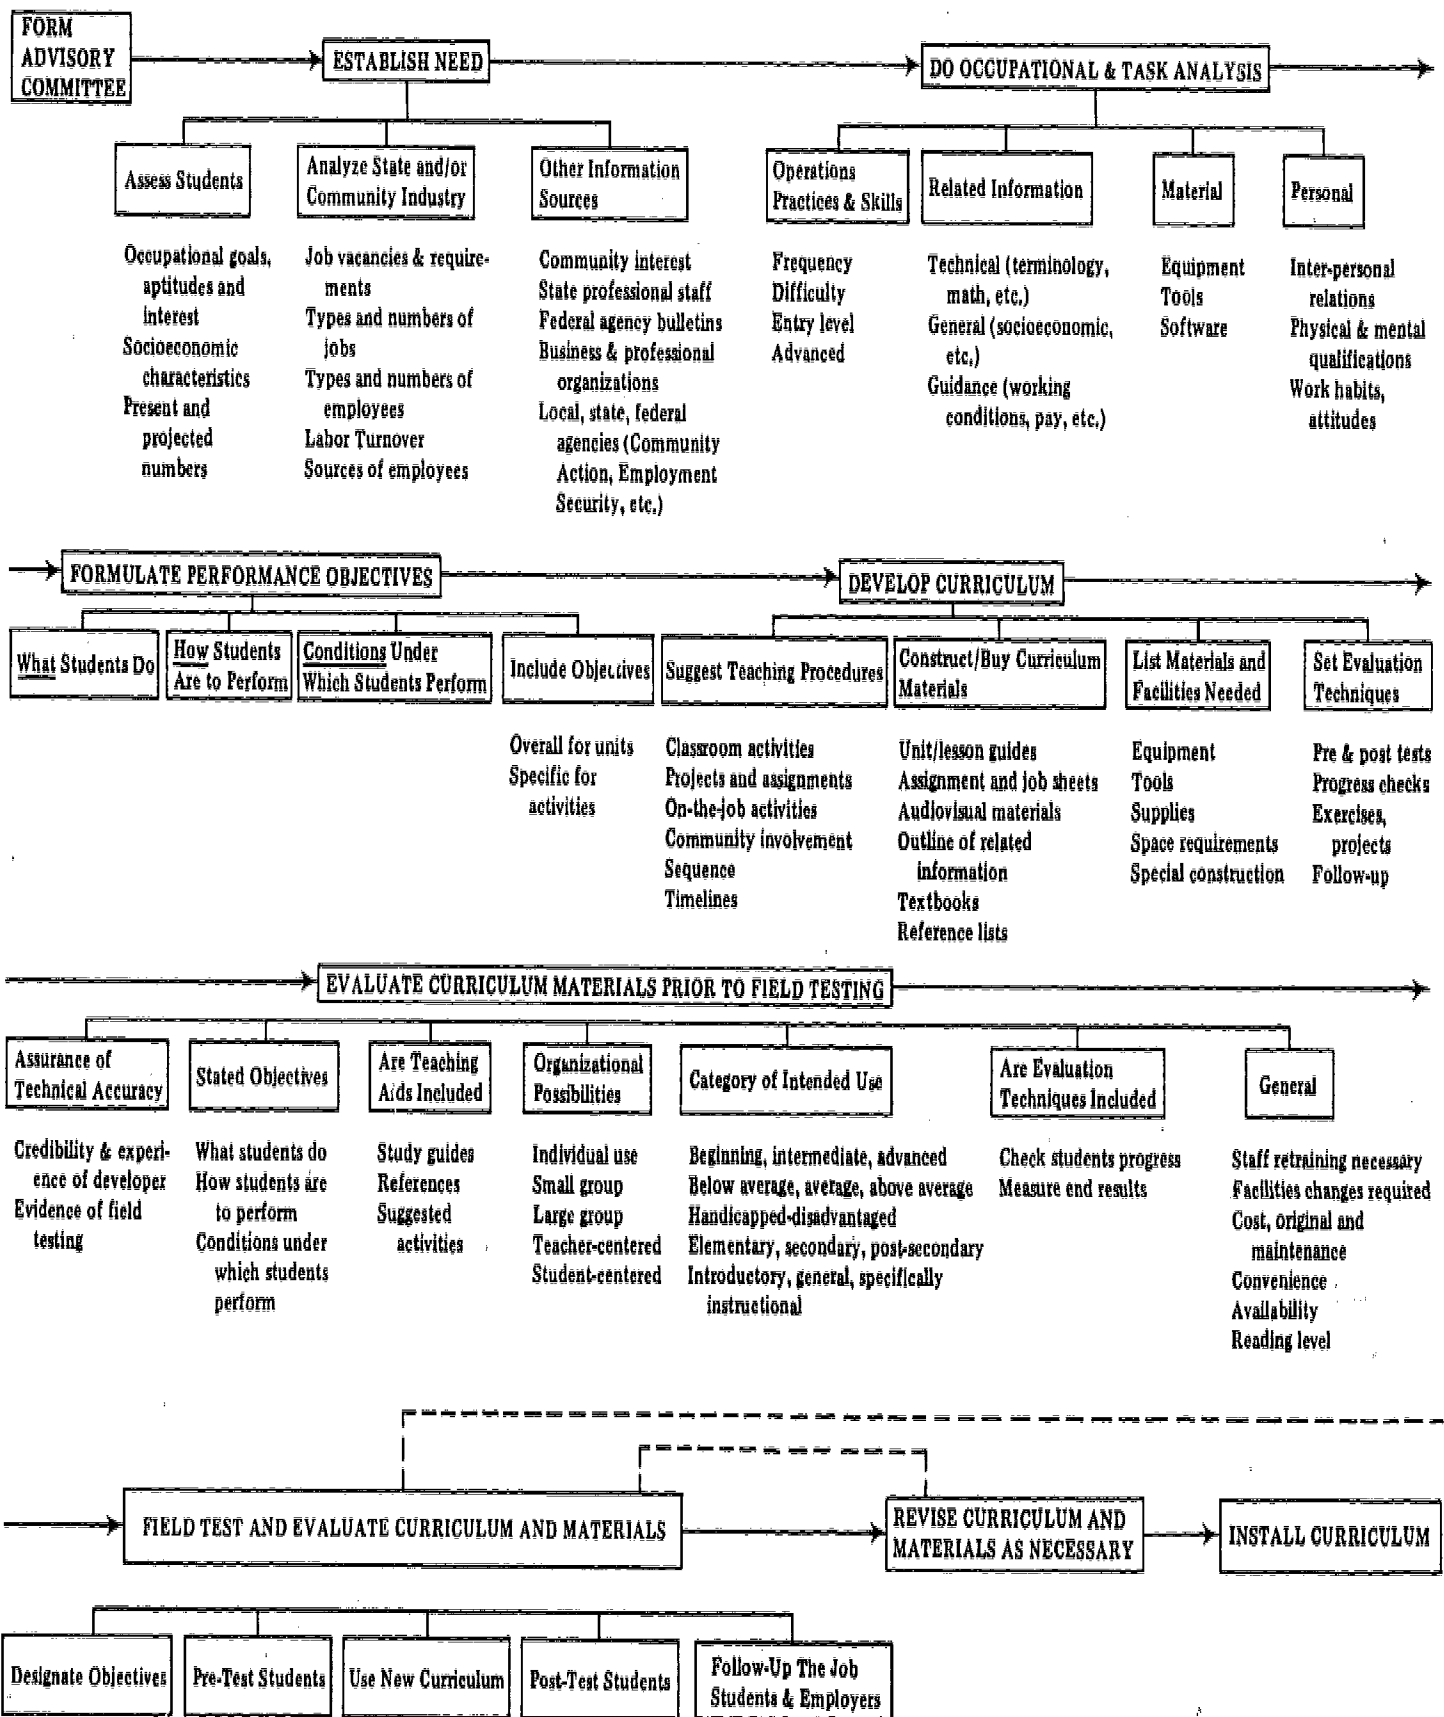 FORM
ADVISORY
COMMITTEE
ESTABLISH NEED
DO OCCUPATIONAL & TASK ANALYSIS
Assess Students
Analyze State and/or
Community Industry
Other Information
Sources
Operations
Practices & Skills
Related Information
Material
Personal
Occupational goals,
aptitudes and
interest
Socioeconomic
characteristics
Present and
projected
numbers
Job vacancies & require-
ments
Types and numbers of
jobs
Types and numbers of
employees
Labor Turnover
Sources of employees
Community interest
State professional staff
Federal agency bulletins
Business & professional
organizations
Local, state, federal
agencies (Community
Action, Employment
Security, etc.)
Frequency
Difficulty
Entry level
Advanced
Technical (terminology,
math, etc.)
General (socioeconomic,
etc.)
Guidance (working
conditions, pay, etc.)
Equipment
Tools
Software
Inter-personal
relations
Physical & mental
qualifications
Work habits,
attitudes
FORMULATE PERFORMANCE OBJECTIVES
DEVELOP CURRICULUM
What Students Do
How Students
Are to Perform
Conditions Under
Which Students Perform
Include Objectives
Suggest Teaching Procedures
Construct/Buy Curriculum
Materials
List Materials and
Facilities Needed
Set Evaluation
Techniques
Overall for units
Specific for
activities
Classroom activities
Projects and assignments
On-the-job activities
Community involvement
Sequence
Timelines
Unit/lesson guides
Assignment and job sheets
Audiovisual materials
Outline of related
information
Textbooks
Reference lists
Equipment
Tools
Supplies
Space requirements
Special construction
Pre & post tests
Progress checks
Exercises,
projects
Follow-up
EVALUATE CURRICULUM MATERIALS PRIOR TO FIELD TESTING
Assurance of
Technical Accuracy
Stated Objectives
Are Teaching
Aids Included
Organizational
Possibilities
Category of Intended Use
Are Evaluation
Techniques Included
General
Credibility & experi-
ence of developer
Evidence of field
testing
What students do
How students are
to perform
Conditions under
which students
perform
Study guides
References
Suggested
activities
Individual use
Small group
Large group
Teacher-centered
Student-centered
Beginning, intermediate, advanced
Below average, average, above average
Handicapped-disadvantaged
Elementary, secondary, post-secondary
Introductory, general, specifically
instructional
Check students progress
Measure end results
Staff retraining necessary
Facilities changes required
Cost, original and
maintenance
Convenience
Availability
Reading level
FIELD TEST AND EVALUATE CURRICULUM AND MATERIALS
REVISE CURRICULUM AND
MATERIALS AS NECESSARY
INSTALL CURRICULUM
Designate Objectives
Pre-Test Students
Use New Curriculum
Post-Test Students
Follow-Up The Job
Students & Employers